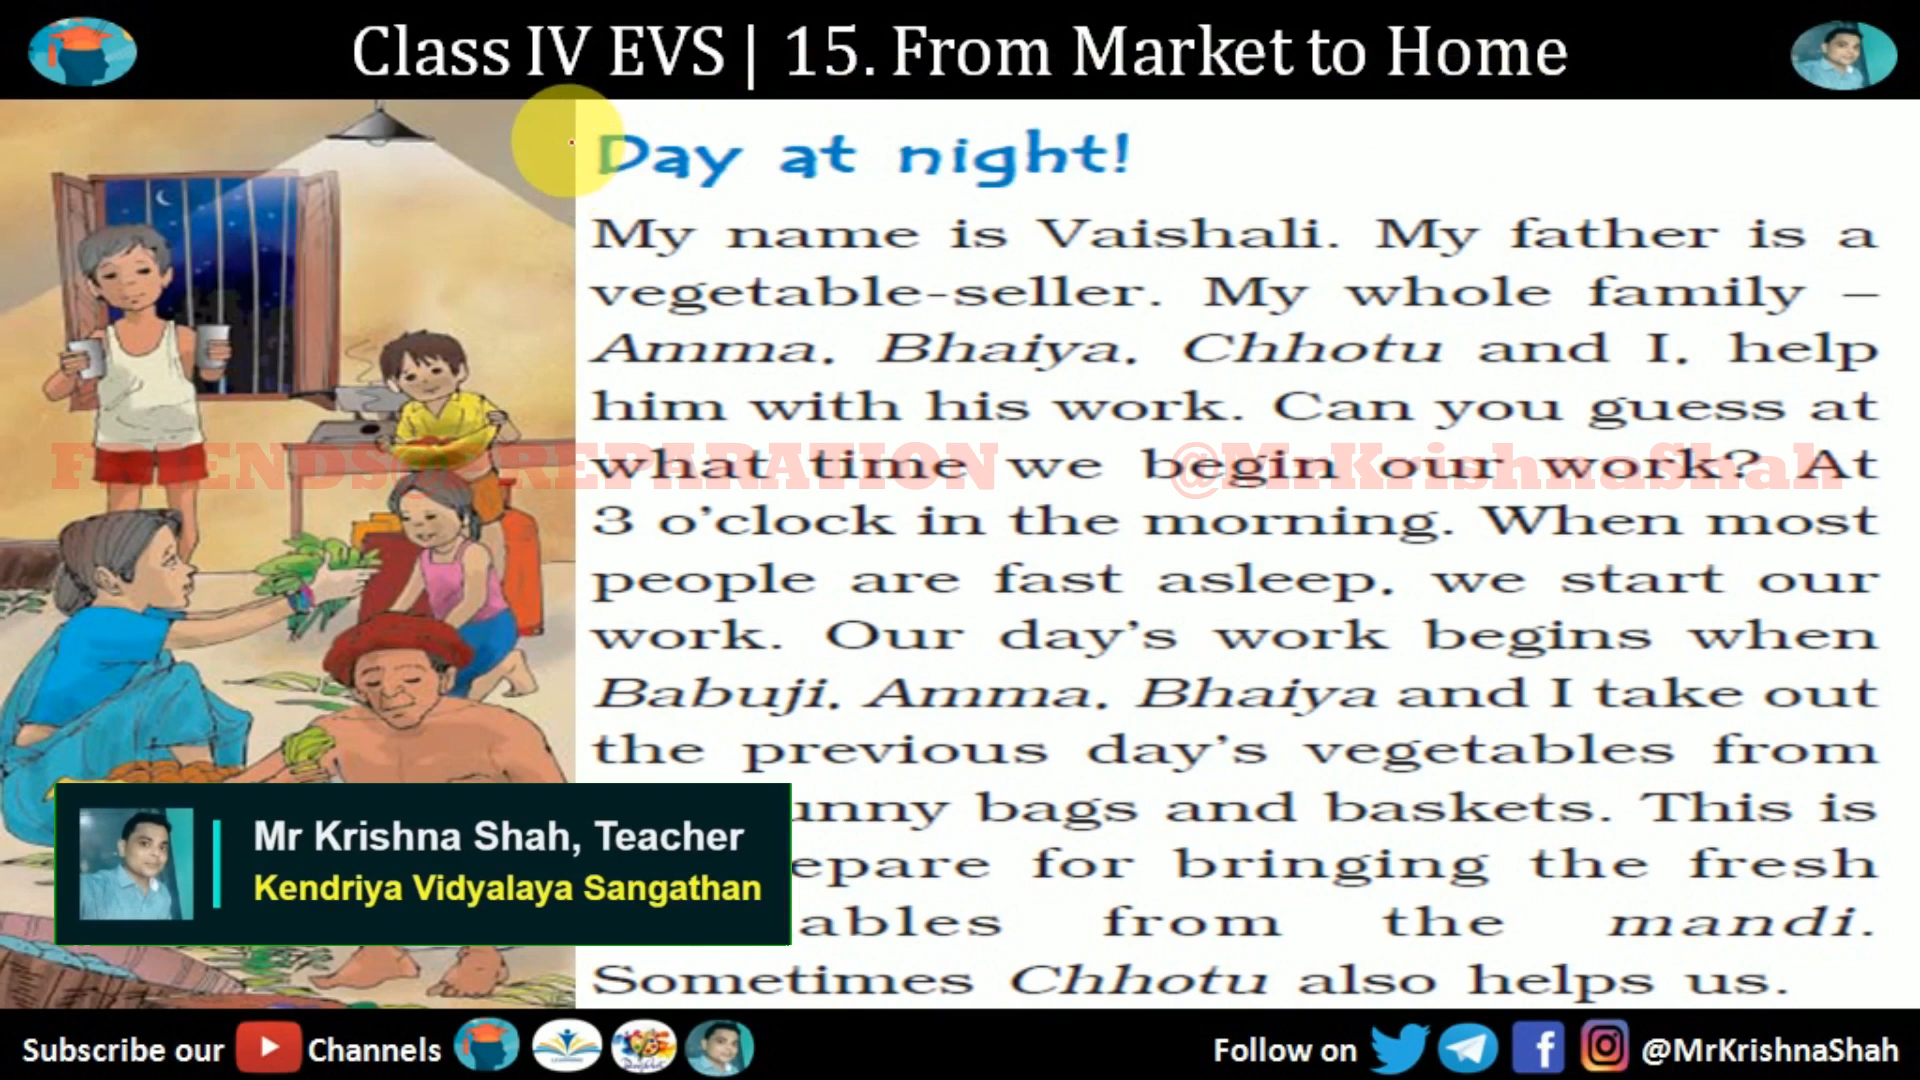 Class IV EVS | 15. From Market to Home
Day at night!
My name is Vaishali. My father is a
vegetable-seller. My whole family –
Amma, Bhaiya, Chhotu and I, help
him with his work. Can you guess at
what time we begin our work? At
FRIENDSOFPREPARATION @MrKrishnaShah
3 o'clock in the morning. When most
people are fast asleep, we start our
work. Our day's work begins when
Babuji, Amma, Bhaiya and I take out
the previous day's vegetables from
unny bags and baskets. This is
epare for bringing the fresh
ables from the mandi.
Sometimes Chhotu also helps us.
Mr Krishna Shah, Teacher
Kendriya Vidyalaya Sangathan
Subscribe our Channels
Follow on @MrKrishnaShah